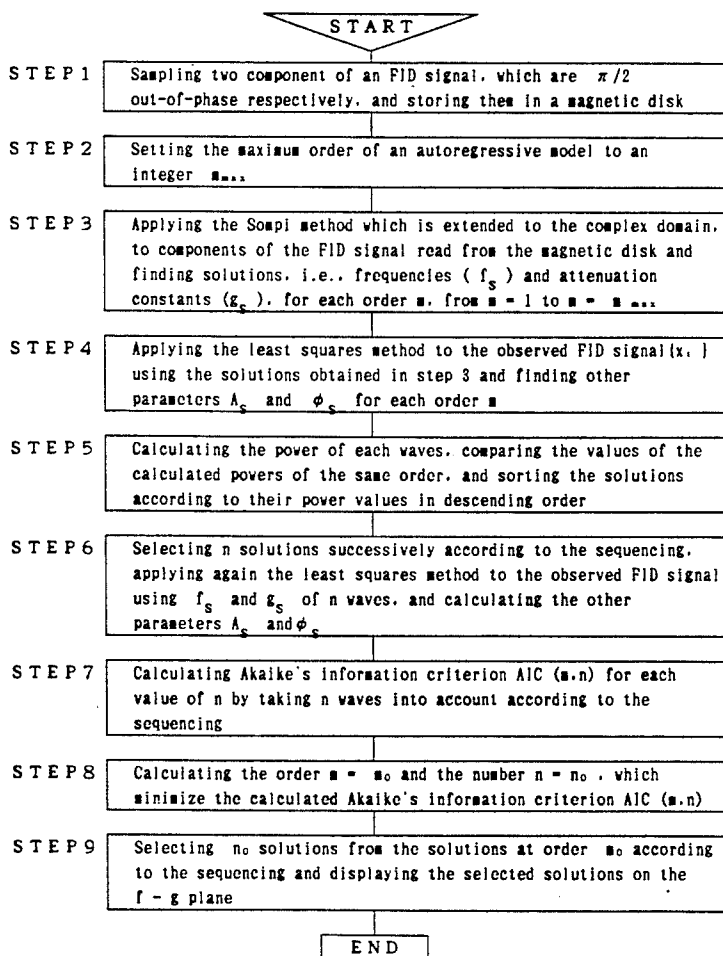 START
STEP1
Sampling two component of an FID signal, which are π/2
out-of-phase respectively, and storing them in a magnetic disk
STEP2
Setting the maximum order of an autoregressive model to an
integer m max
STEP3
Applying the Sompi method which is extended to the complex domain,
to components of the FID signal read from the magnetic disk and
finding solutions, i.e., frequencies ( f s ) and attenuation
constants (g s ), for each order m, from m = 1 to m = m max
STEP4
Applying the least squares method to the observed FID signal {x t }
using the solutions obtained in step 3 and finding other
parameters A s and φ s for each order m
STEP5
Calculating the power of each waves, comparing the values of the
calculated powers of the same order, and sorting the solutions
according to their power values in descending order
STEP6
Selecting n solutions successively according to the sequencing,
applying again the least squares method to the observed FID signal
using f s and g s of n waves, and calculating the other
parameters A s and φ s
STEP7
Calculating Akaike's information criterion AIC (m,n) for each
value of n by taking n waves into account according to the
sequencing
STEP8
Calculating the order m = m₀ and the number n = n₀ , which
minimize the calculated Akaike's information criterion AIC (m,n)
STEP9
Selecting n₀ solutions from the solutions at order m₀ according
to the sequencing and displaying the selected solutions on the
f - g plane
END